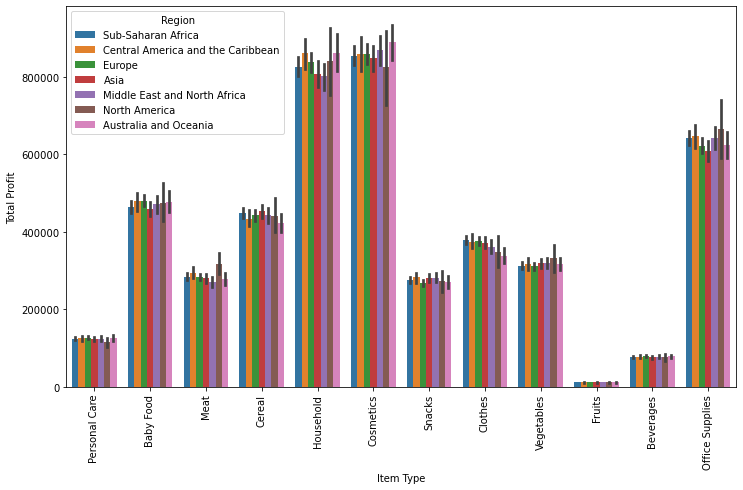 Region
Sub-Saharan Africa
Central America and the Caribbean
Europe
Asia
Middle East and North Africa
North America
Australia and Oceania
Total Profit
800000
600000
400000
200000
0
Personal Care
Baby Food
Meat
Cereal
Household
Cosmetics
Snacks
Clothes
Vegetables
Fruits
Beverages
Office Supplies
Item Type